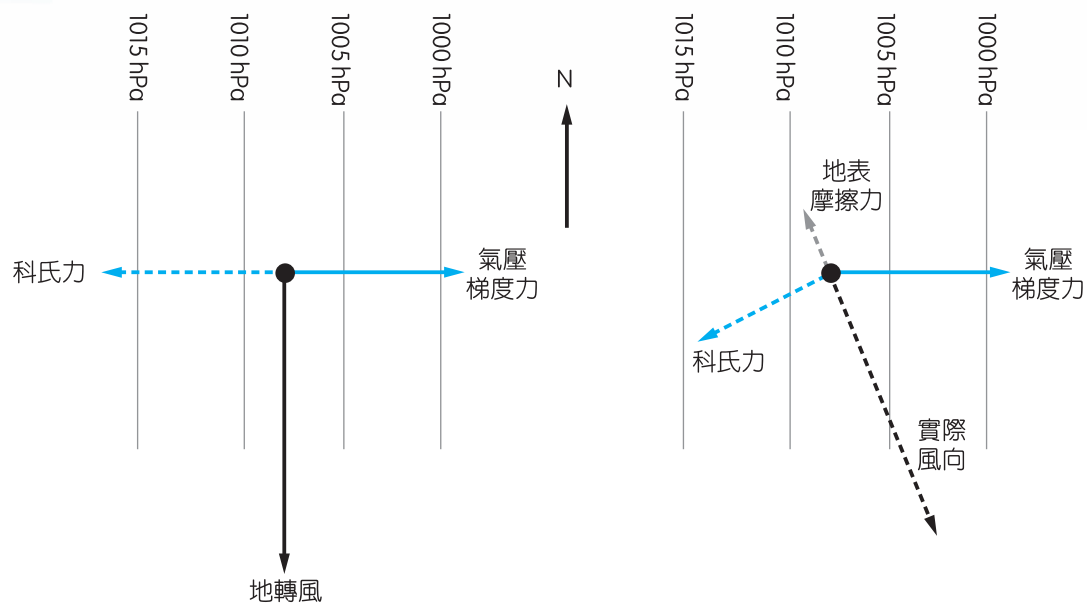 1015 hPa
1010 hPa
1005 hPa
1000 hPa
科氏力
氣壓
梯度力
地轉風
N
1015 hPa
1010 hPa
1005 hPa
1000 hPa
地表
摩擦力
氣壓
梯度力
科氏力
實際
風向